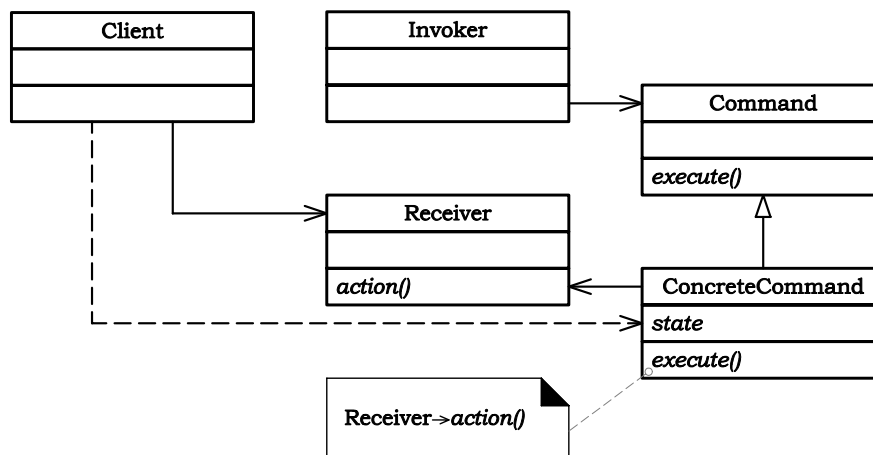 Client
Invoker
Command
execute()
Receiver
action()
ConcreteCommand
state
execute()
Receiver→action()